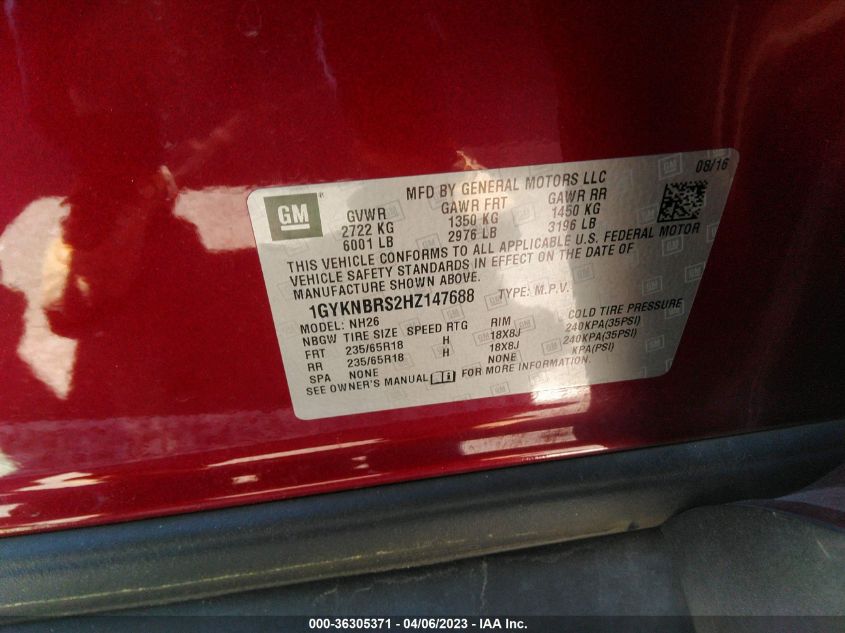 08/16
MFD BY GENERAL MOTORS LLC
GM
GVWR GAWR FRT GAWR RR
2722 KG 1350 KG 1450 KG
6001 LB 2976 LB 3196 LB
THIS VEHICLE CONFORMS TO ALL APPLICABLE U.S. FEDERAL MOTOR
VEHICLE SAFETY STANDARDS IN EFFECT ON THE DATE OF
MANUFACTURE SHOWN ABOVE.
1GYKNBRS2HZ147688 TYPE: M.P.V.
MODEL: NH26
NBGW TIRE SIZE SPEED RTG RIM COLD TIRE PRESSURE
FRT 235/65R18 H 18X8J 240KPA(35PSI)
RR 235/65R18 H 18X8J 240KPA(35PSI)
SPA NONE NONE KPA(PSI)
SEE OWNER'S MANUAL FOR MORE INFORMATION.
000-36305371 - 04/06/2023 - IAA Inc.